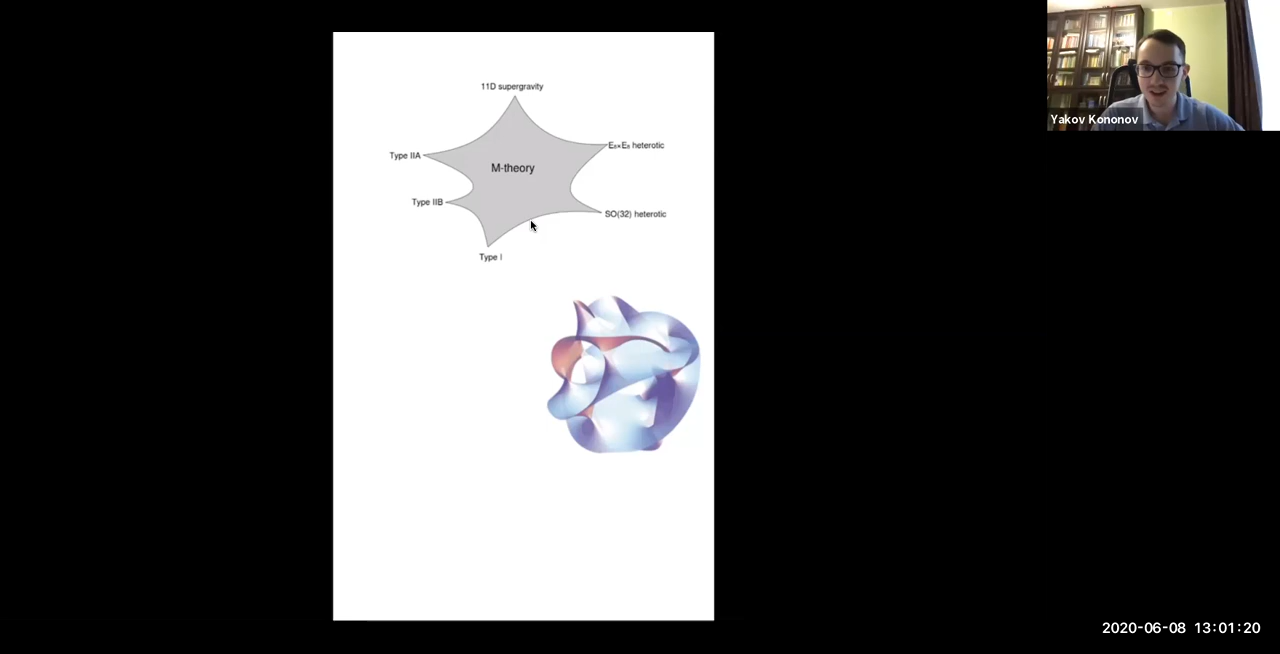 11D supergravity
Type IIA
E₈×E₈ heterotic
M-theory
Type IIB
SO(32) heterotic
Type I
Yakov Kononov
2020-06-08 13:01:20